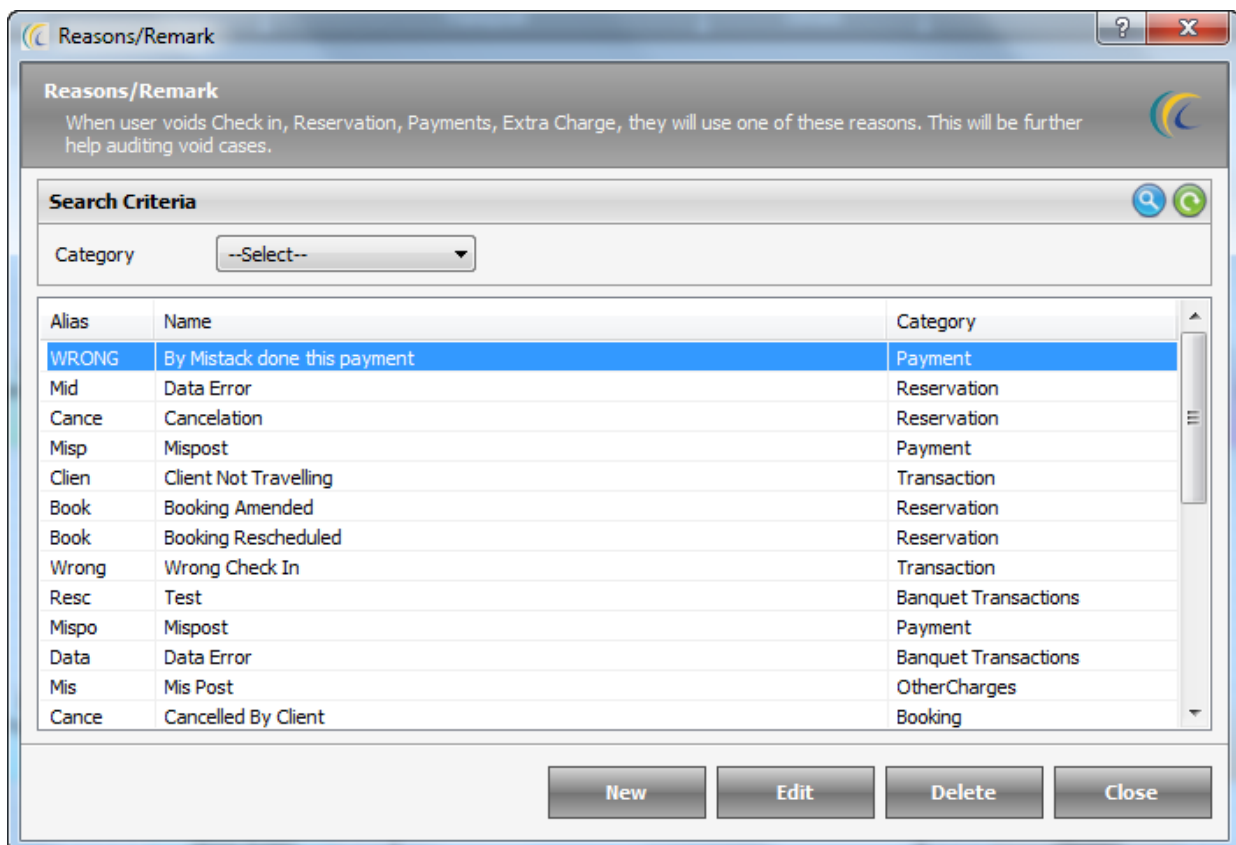 Reasons/Remark
Reasons/Remark
When user voids Check in, Reservation, Payments, Extra Charge, they will use one of these reasons. This will be further
help auditing void cases.
Search Criteria
Category --Select--
Alias Name Category
WRONG By Mistack done this payment Payment
Mid Data Error Reservation
Cance Cancelation Reservation
Misp Mispost Payment
Clien Client Not Travelling Transaction
Book Booking Amended Reservation
Book Booking Rescheduled Reservation
Wrong Wrong Check In Transaction
Resc Test Banquet Transactions
Mispo Mispost Payment
Data Data Error Banquet Transactions
Mis Mis Post OtherCharges
Cance Cancelled By Client Booking
New Edit Delete Close